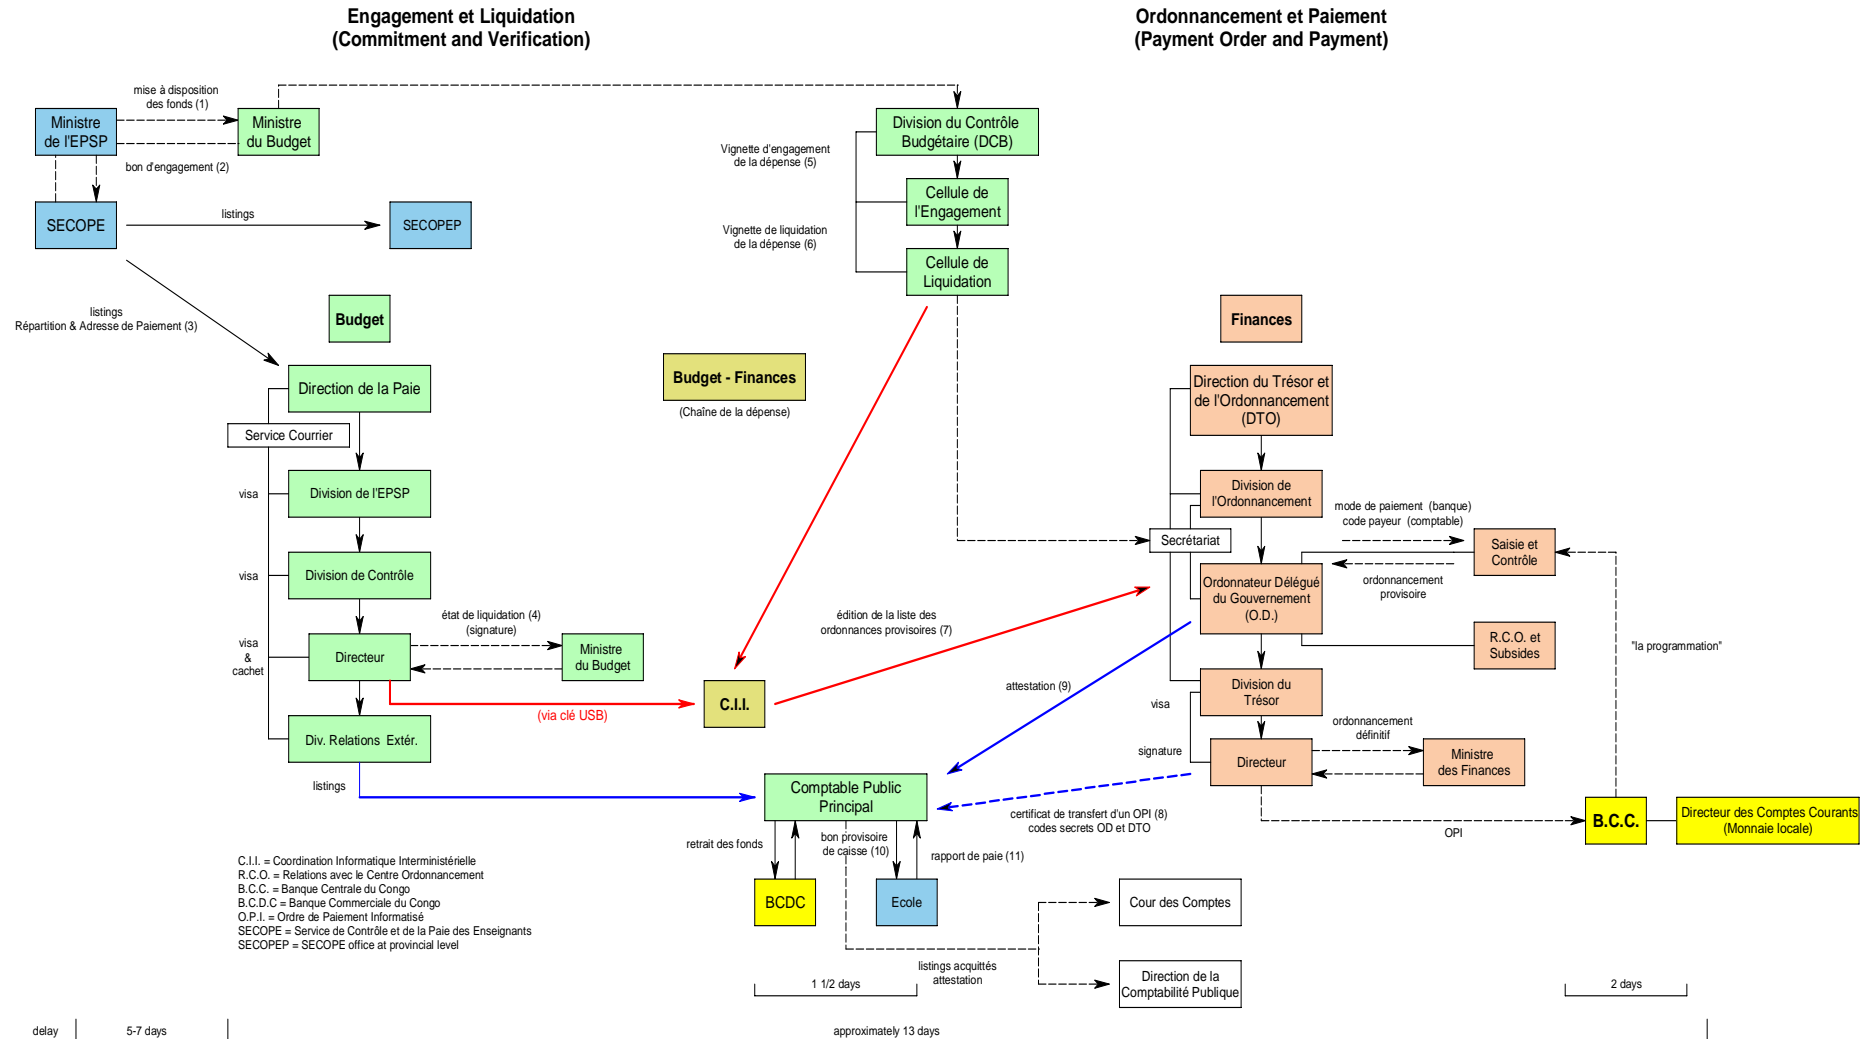 Engagement et Liquidation
(Commitment and Verification)
Ordonnancement et Paiement
(Payment Order and Payment)
mise à disposition
des fonds (1)
Ministre
de l'EPSP
Ministre
du Budget
bon d'engagement (2)
SECOPE
listings
SECOPEP
listings
Répartition & Adresse de Paiement (3)
Division du Contrôle
Budgétaire (DCB)
Vignette d'engagement
de la dépense (5)
Cellule de
l'Engagement
Vignette de liquidation
de la dépense (6)
Cellule de
Liquidation
Budget
Budget - Finances
(Chaîne de la dépense)
Finances
Direction de la Paie
Service Courrier
visa
Division de l'EPSP
visa
Division de Contrôle
visa
&
cachet
Directeur
état de liquidation (4)
(signature)
Ministre
du Budget
(via clé USB)
Div. Relations Extér.
listings
C.I.I.
édition de la liste des
ordonnances provisoires (7)
Direction du Trésor et
de l'Ordonnancement
(DTO)
Division de
l'Ordonnancement
Secrétariat
mode de paiement (banque)
code payeur (comptable)
Saisie et
Contrôle
ordonnancement
provisoire
Ordonnateur Délégué
du Gouvernement
(O.D.)
R.C.O. et
Subsides
"la programmation"
attestation (9)
Division du
Trésor
visa
signature
ordonnancement
définitif
Directeur
Ministre
des Finances
Comptable Public
Principal
certificat de transfert d'un OPI (8)
codes secrets OD et DTO
OPI
B.C.C.
Directeur des Comptes Courants
(Monnaie locale)
retrait des fonds
bon provisoire
de caisse (10)
rapport de paie (11)
BCDC
Ecole
Cour des Comptes
listings acquittés
attestation
Direction de la
Comptabilité Publique
C.I.I. = Coordination Informatique Interministérielle
R.C.O. = Relations avec le Centre Ordonnancement
B.C.C. = Banque Centrale du Congo
B.C.D.C = Banque Commerciale du Congo
O.P.I. = Ordre de Paiement Informatisé
SECOPE = Service de Contrôle et de la Paie des Enseignants
SECOPEP = SECOPE office at provincial level
1 1/2 days
2 days
delay
5-7 days
approximately 13 days